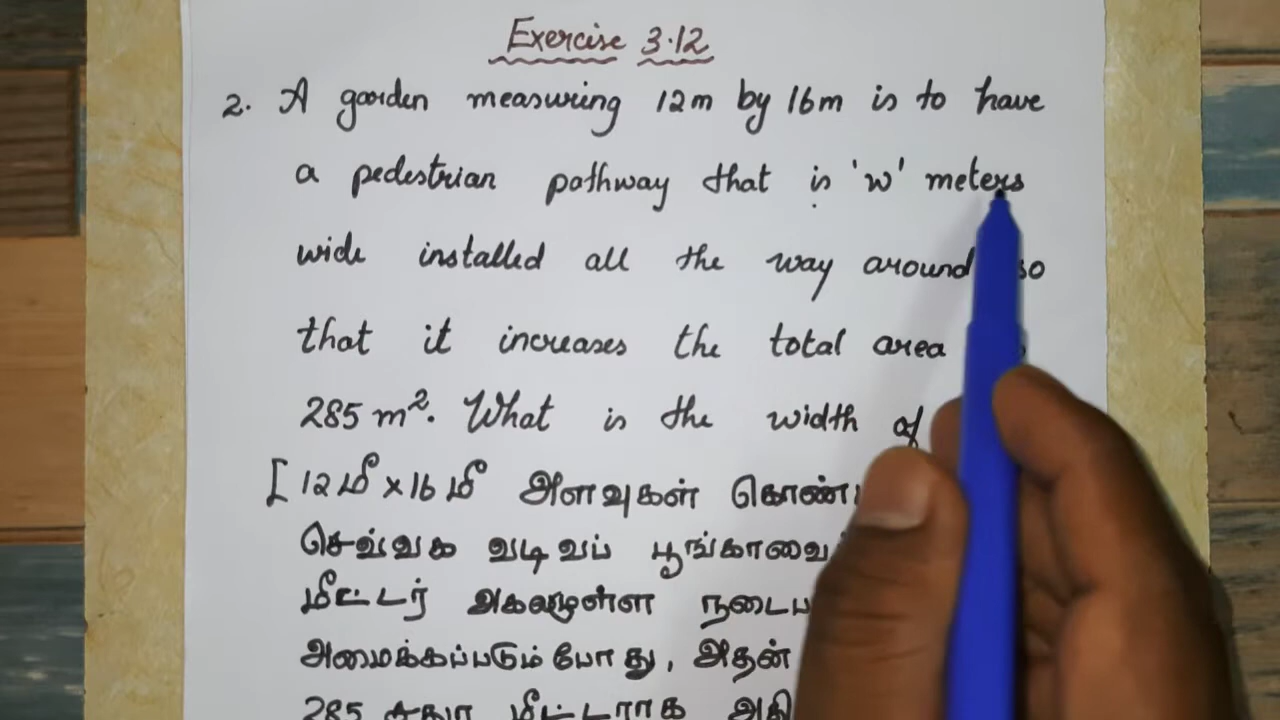 Exercise 3.12
2. A garden measuring 12m by 16m is to have
a pedestrian pathway that is 'w' meters
wide installed all the way around so
that it increases the total area
285 m². What is the width of
[12மீ x 16மீ அளவுகள்
செவ்வக வடிவப்
மீட்டர் அகலமுள்ள
அமைக்கப்படும் போது, அதன்
285 சதுர மீட்டராக